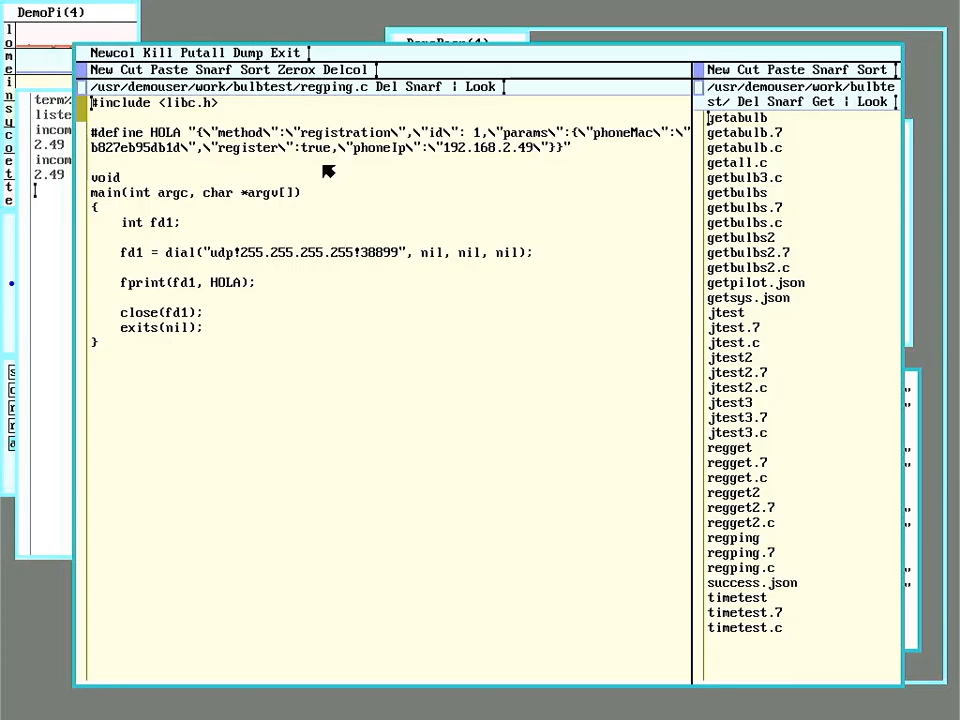 DemoPi(4)
l
o
m
e
i
n
s
y
c
o
e
t
t
e
term%
liste
incom
2.49
incom
2.49
Newcol Kill Putall Dump Exit
New Cut Paste Snarf Sort Zerox Delcol
/usr/demouser/work/bulbtest/regping.c Del Snarf | Look
#include <libc.h>
#define HOLA "{\"method\":\"registration\",\"id\": 1,\"params\":{\"phoneMac\":\"
b827eb95db1d\",\"register\":true,\"phoneIp\":\"192.168.2.49\"}}"
void
main(int argc, char *argv[])
{
int fd1;
fd1 = dial("udp!255.255.255.255!38899", nil, nil, nil);
fprint(fd1, HOLA);
close(fd1);
exits(nil);
}
New Cut Paste Snarf Sort
/usr/demouser/work/bulbte
st/ Del Snarf Get | Look
getabulb
getabulb.7
getabulb.c
getall.c
getbulb3.c
getbulbs
getbulbs.7
getbulbs.c
getbulbs2
getbulbs2.7
getbulbs2.c
getpilot.json
getsys.json
jtest
jtest.7
jtest.c
jtest2
jtest2.7
jtest2.c
jtest3
jtest3.7
jtest3.c
regget
regget.7
regget.c
regget2
regget2.7
regget2.c
regping
regping.7
regping.c
success.json
timetest
timetest.7
timetest.c